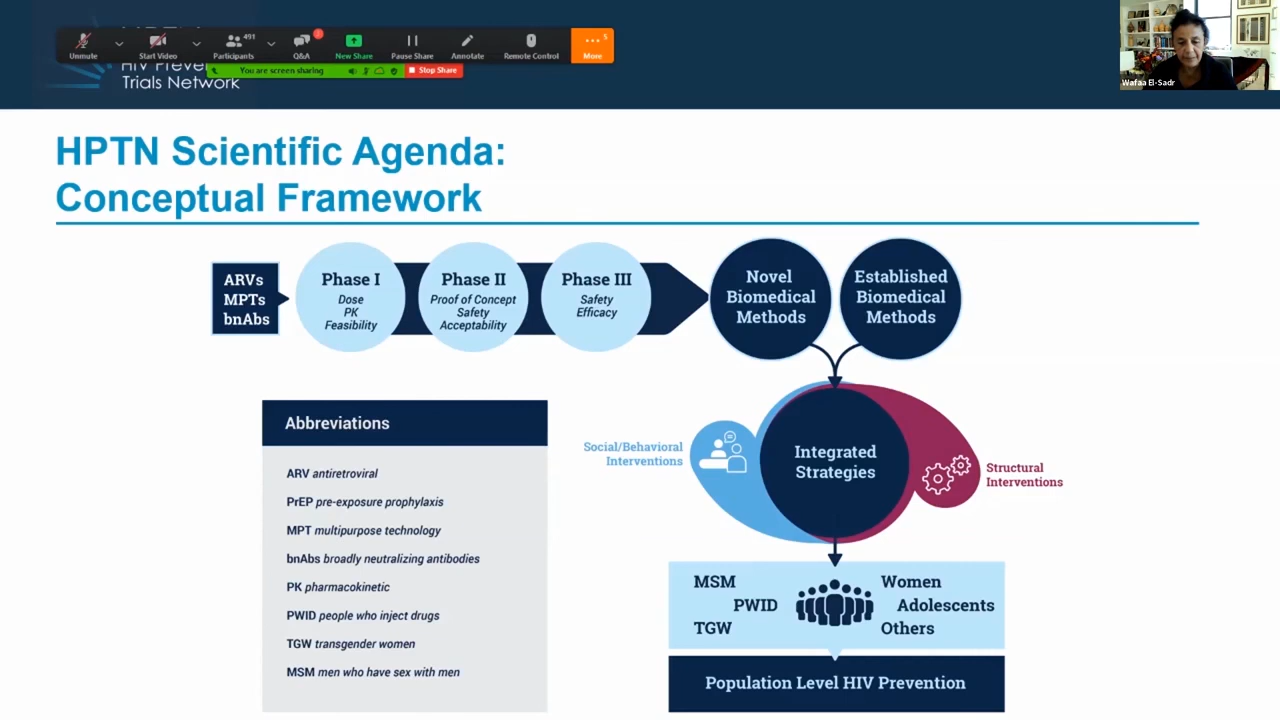 Unmute
Start Video
491
Participants
Q&A
New Share
Pause Share
Annotate
Remote Control
5
More
You are screen sharing
Stop Share
HIV Preve
Trials Network
Wafaa El-Sadr
HPTN Scientific Agenda:
Conceptual Framework
ARVs
MPTs
bnAbs
Phase I
Dose
PK
Feasibility
Phase II
Proof of Concept
Safety
Acceptability
Phase III
Safety
Efficacy
Novel
Biomedical
Methods
Established
Biomedical
Methods
Abbreviations
ARV antiretroviral
PrEP pre-exposure prophylaxis
MPT multipurpose technology
bnAbs broadly neutralizing antibodies
PK pharmacokinetic
PWID people who inject drugs
TGW transgender women
MSM men who have sex with men
Social/Behavioral
Interventions
Integrated
Strategies
Structural
Interventions
MSM
PWID
TGW
Women
Adolescents
Others
Population Level HIV Prevention